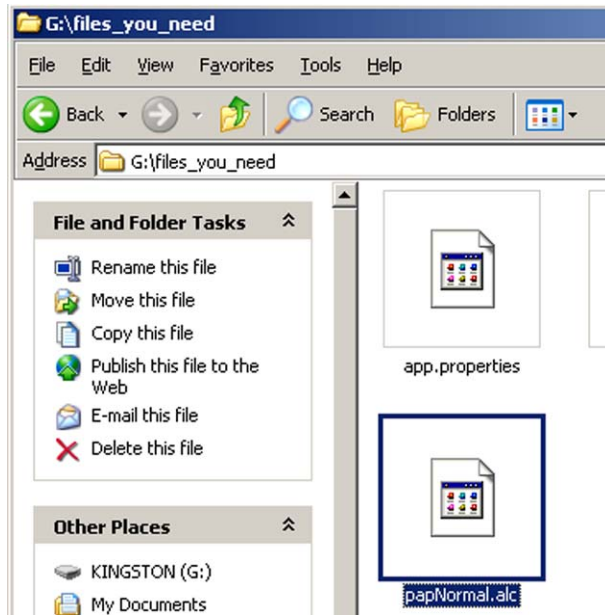 G:\files_you_need
File Edit View Favorites Tools Help
Back Search Folders
Address G:\files_you_need
File and Folder Tasks
Rename this file
Move this file
Copy this file
Publish this file to the
Web
E-mail this file
Delete this file
Other Places
KINGSTON (G:)
My Documents
app.properties
papNormal.alc